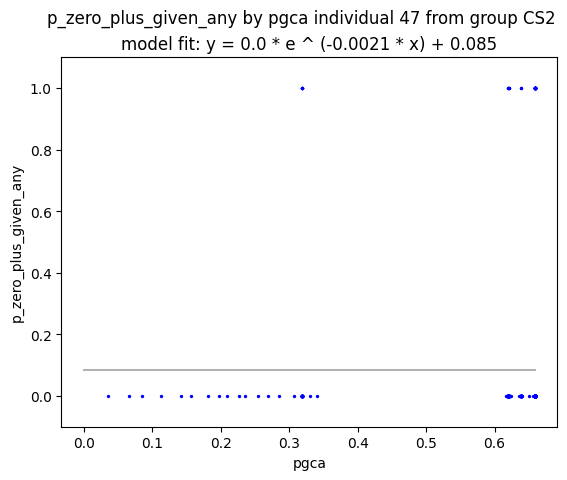 p_zero_plus_given_any by pgca individual 47 from group CS2
model fit: y = 0.0 * e ^ (-0.0021 * x) + 0.085
1.0
0.8
0.6
0.4
0.2
0.0
p_zero_plus_given_any
0.0 0.1 0.2 0.3 0.4 0.5 0.6
pgca